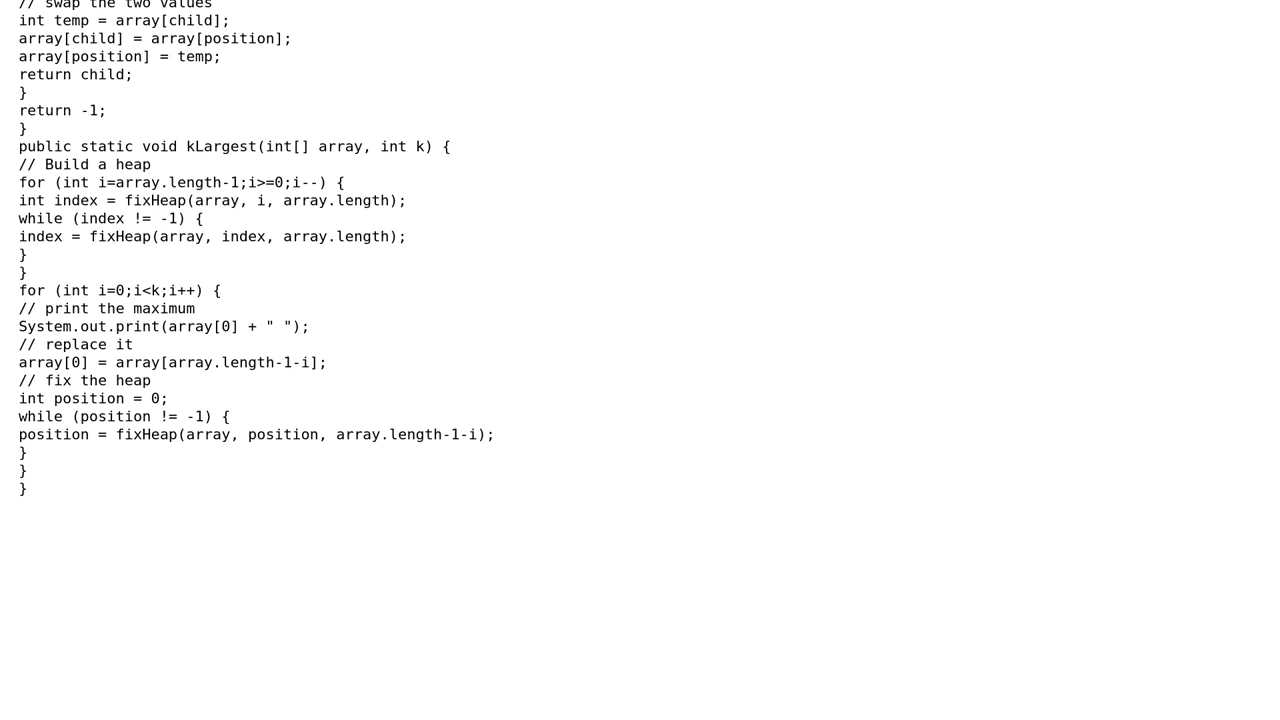 // swap the two values
int temp = array[child];
array[child] = array[position];
array[position] = temp;
return child;
}
return -1;
}
public static void kLargest(int[] array, int k) {
// Build a heap
for (int i=array.length-1;i>=0;i--) {
int index = fixHeap(array, i, array.length);
while (index != -1) {
index = fixHeap(array, index, array.length);
}
}
for (int i=0;i<k;i++) {
// print the maximum
System.out.print(array[0] + " ");
// replace it
array[0] = array[array.length-1-i];
// fix the heap
int position = 0;
while (position != -1) {
position = fixHeap(array, position, array.length-1-i);
}
}
}